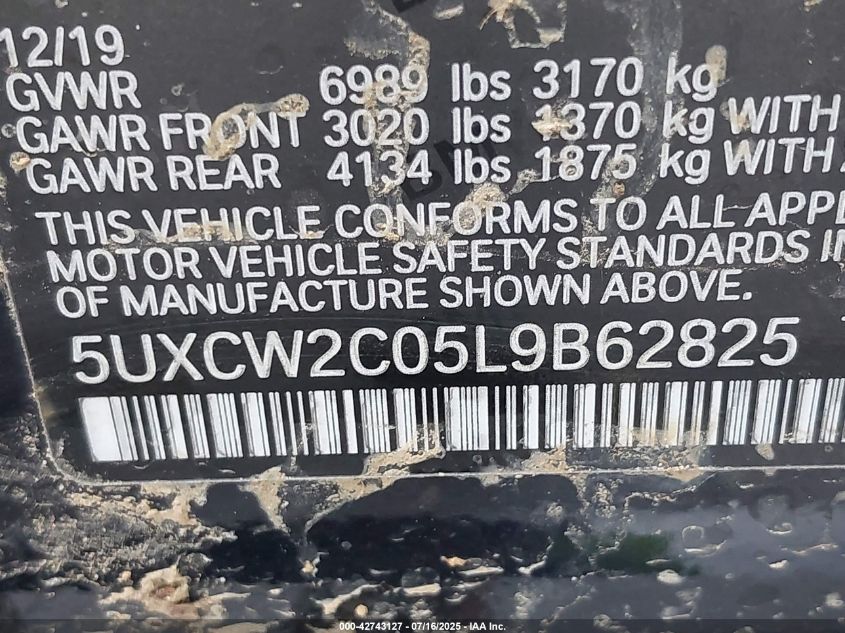 12/19
GVWR 6989 lbs 3170 kg
GAWR FRONT 3020 lbs 1370 kg WITH
GAWR REAR 4134 lbs 1875 kg WITH
THIS VEHICLE CONFORMS TO ALL APPL
MOTOR VEHICLE SAFETY STANDARDS IN
OF MANUFACTURE SHOWN ABOVE.
5UXCW2C05L9B62825
000-42743127 - 07/16/2025 - IAA Inc.